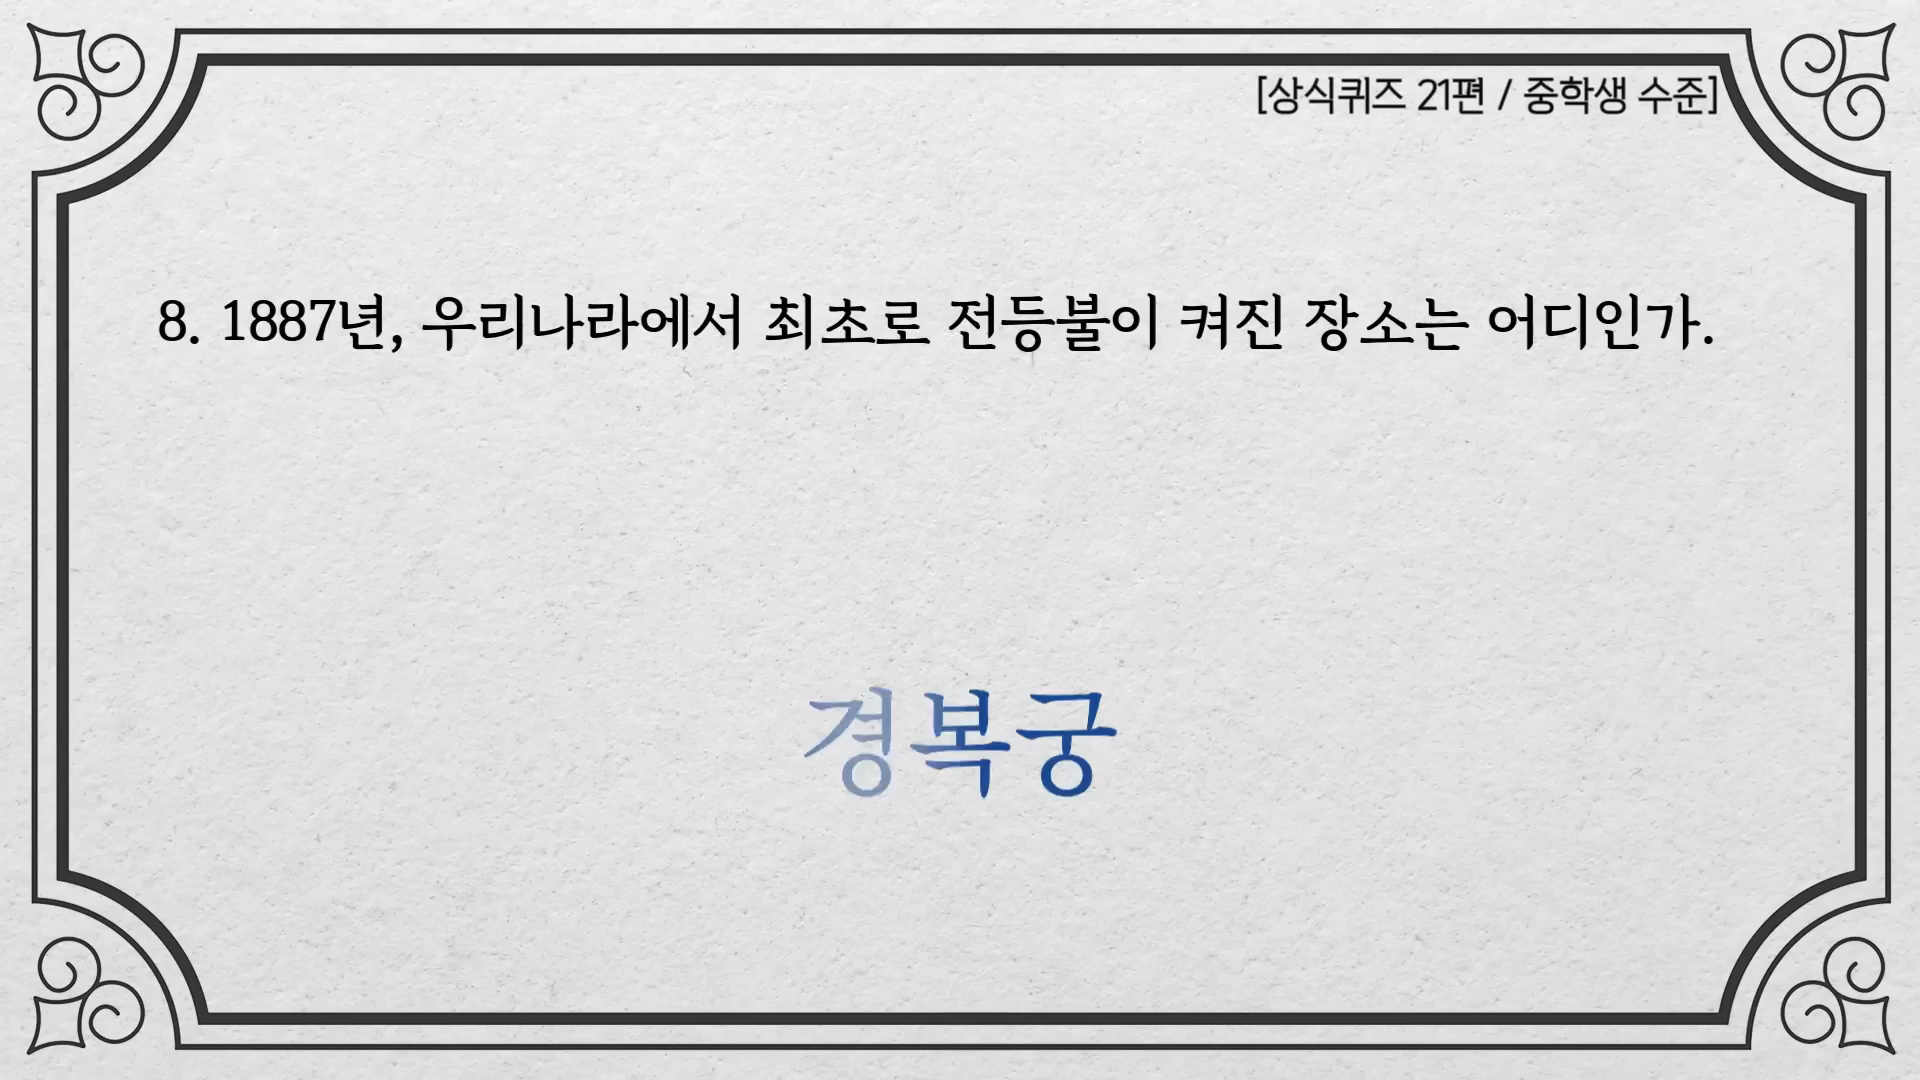 [상식퀴즈 21편 / 중학생 수준]
8. 1887년, 우리나라에서 최초로 전등불이 켜진 장소는 어디인가.
경복궁